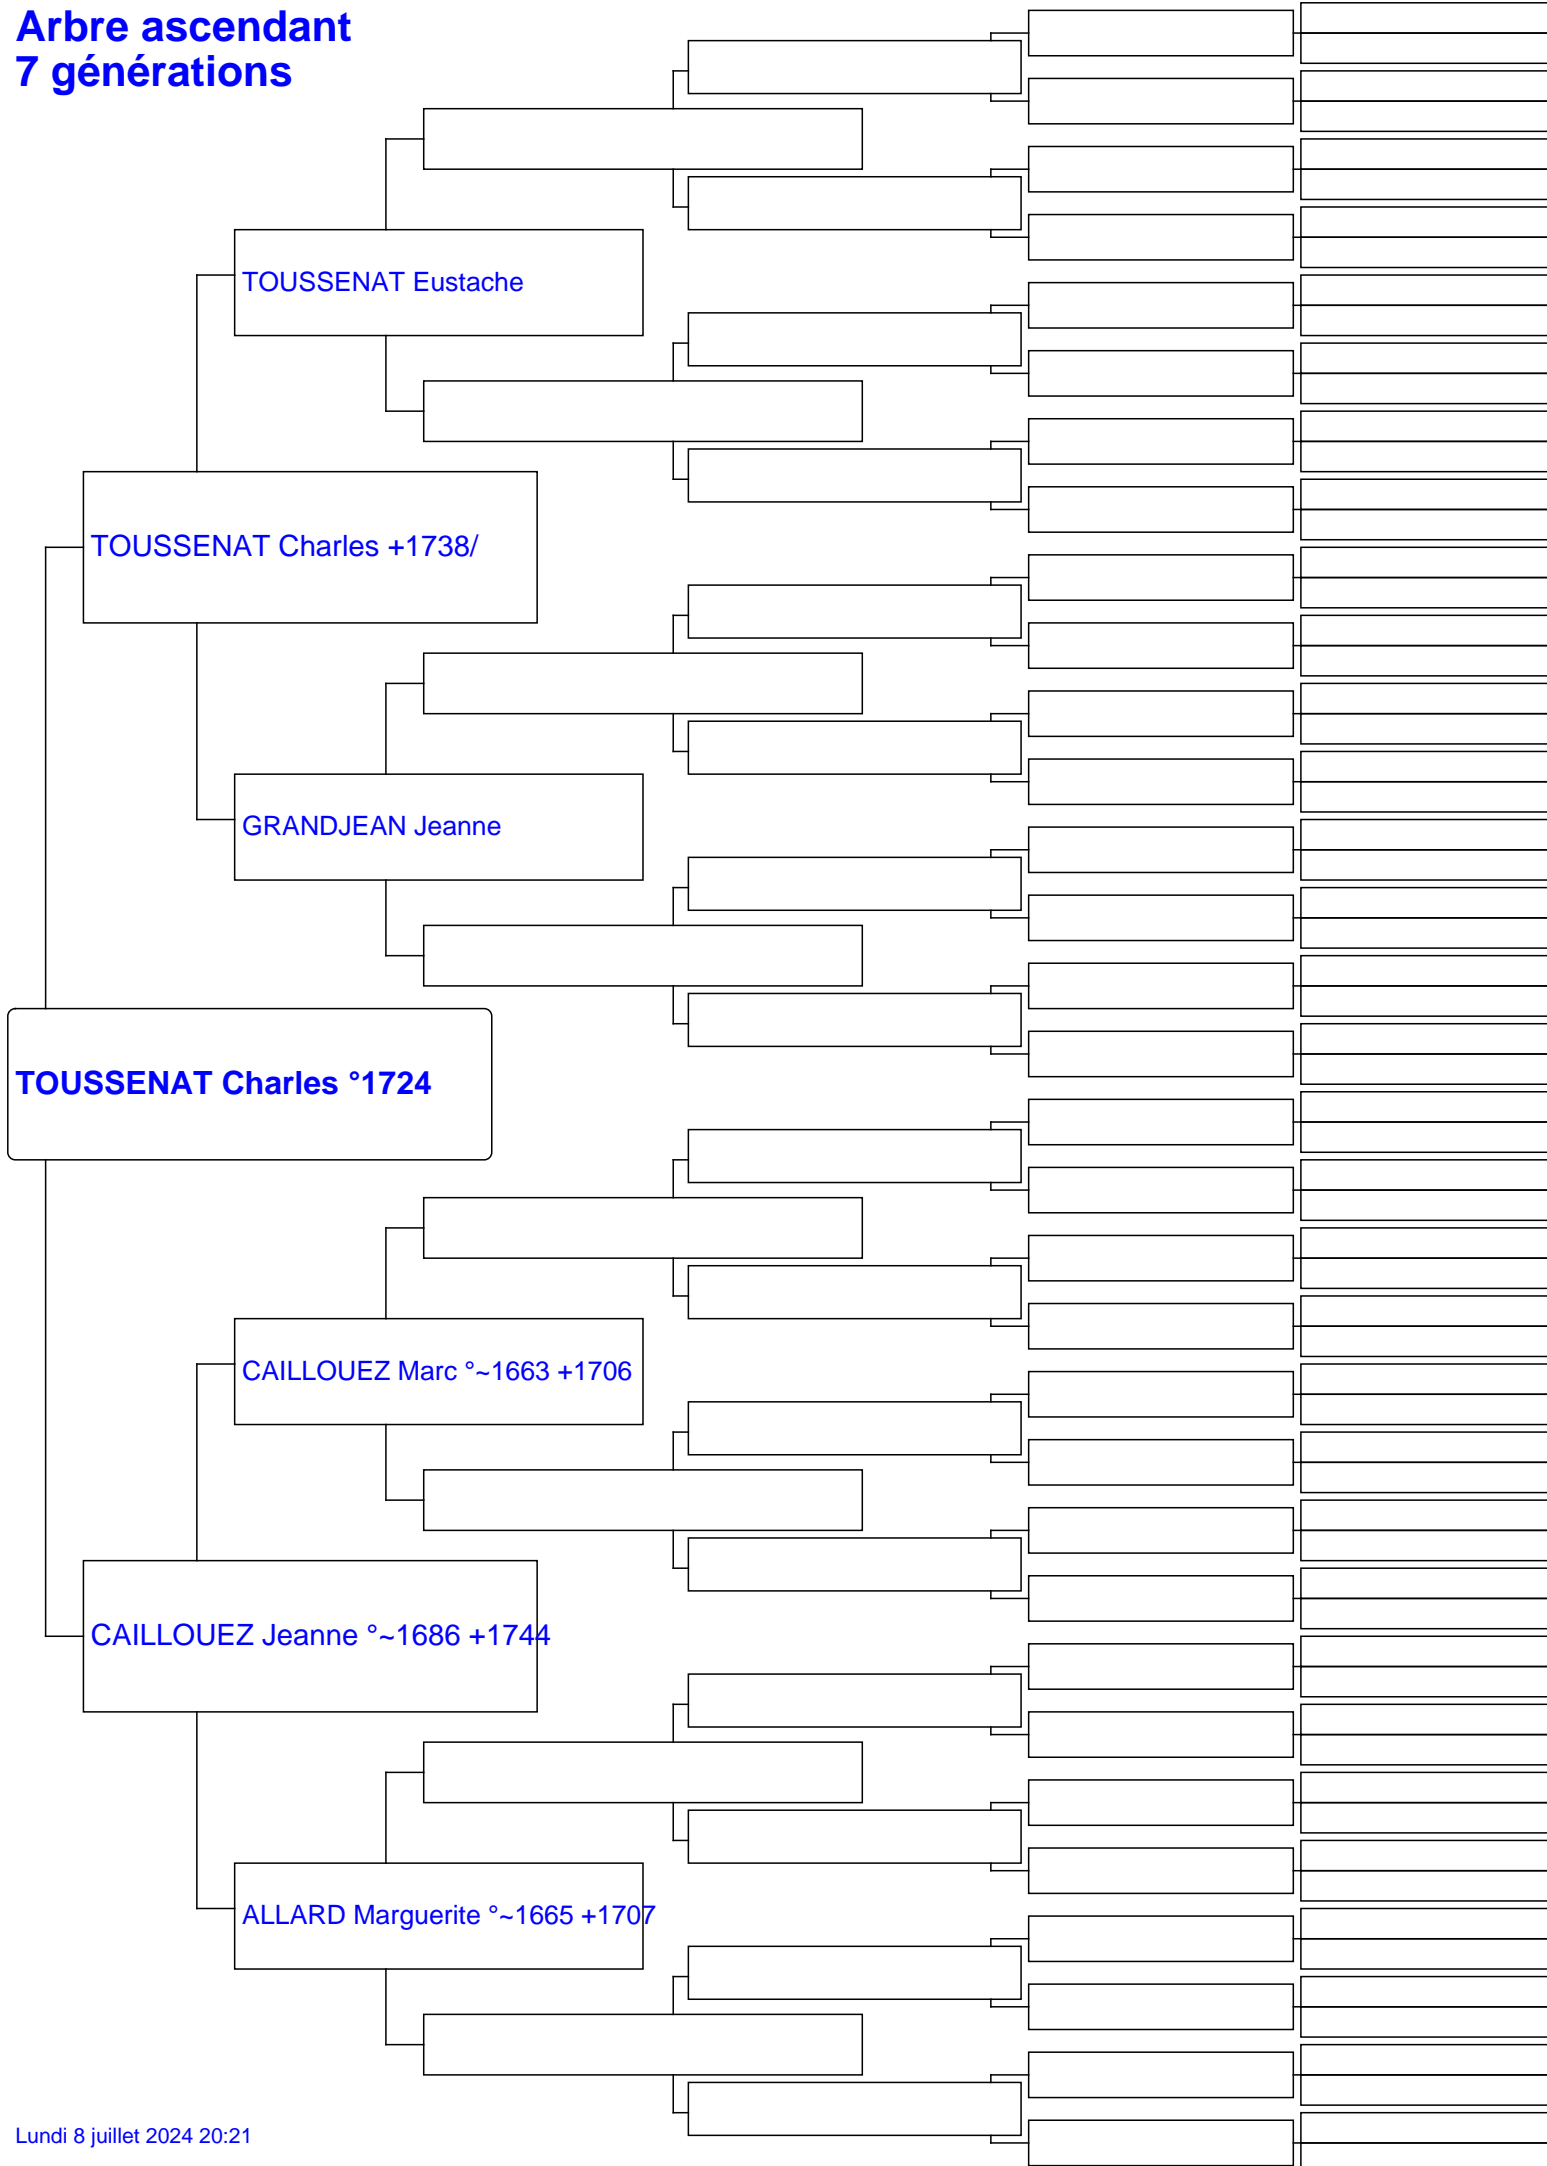 Arbre ascendant
7 générations
TOUSSENAT Eustache
TOUSSENAT Charles +1738/
GRANDJEAN Jeanne
TOUSSENAT Charles °1724
CAILLOUEZ Marc °~1663 +1706
CAILLOUEZ Jeanne °~1686 +1744
ALLARD Marguerite °~1665 +1707
Lundi 8 juillet 2024 20:21